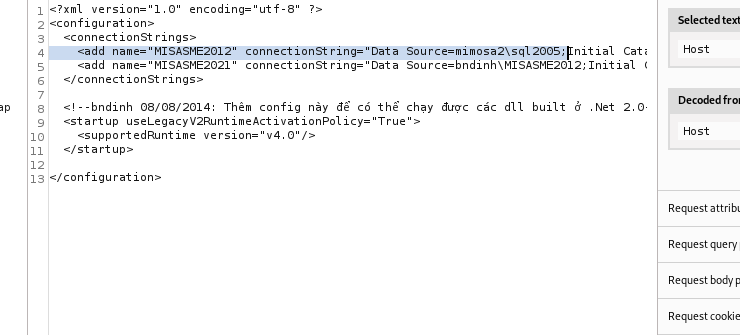 1 <?xml version="1.0" encoding="utf-8" ?>
2 <configuration>
3 <connectionStrings>
4 <add name="MISASME2012" connectionString="Data Source=mimosa2\sql2005;Initial Cata
5 <add name="MISASME2021" connectionString="Data Source=bndinh\MISASME2012;Initial C
6 </connectionStrings>
7
ap 8 <!--bndinh 08/08/2014: Thêm config này để có thể chạy được các dll built ở .Net 2.0-
9 <startup useLegacyV2RuntimeActivationPolicy="True">
10 <supportedRuntime version="v4.0"/>
11 </startup>
12
13 </configuration>
Selected text
Host
Decoded from
Host
Request attribu
Request query
Request body p
Request cookie